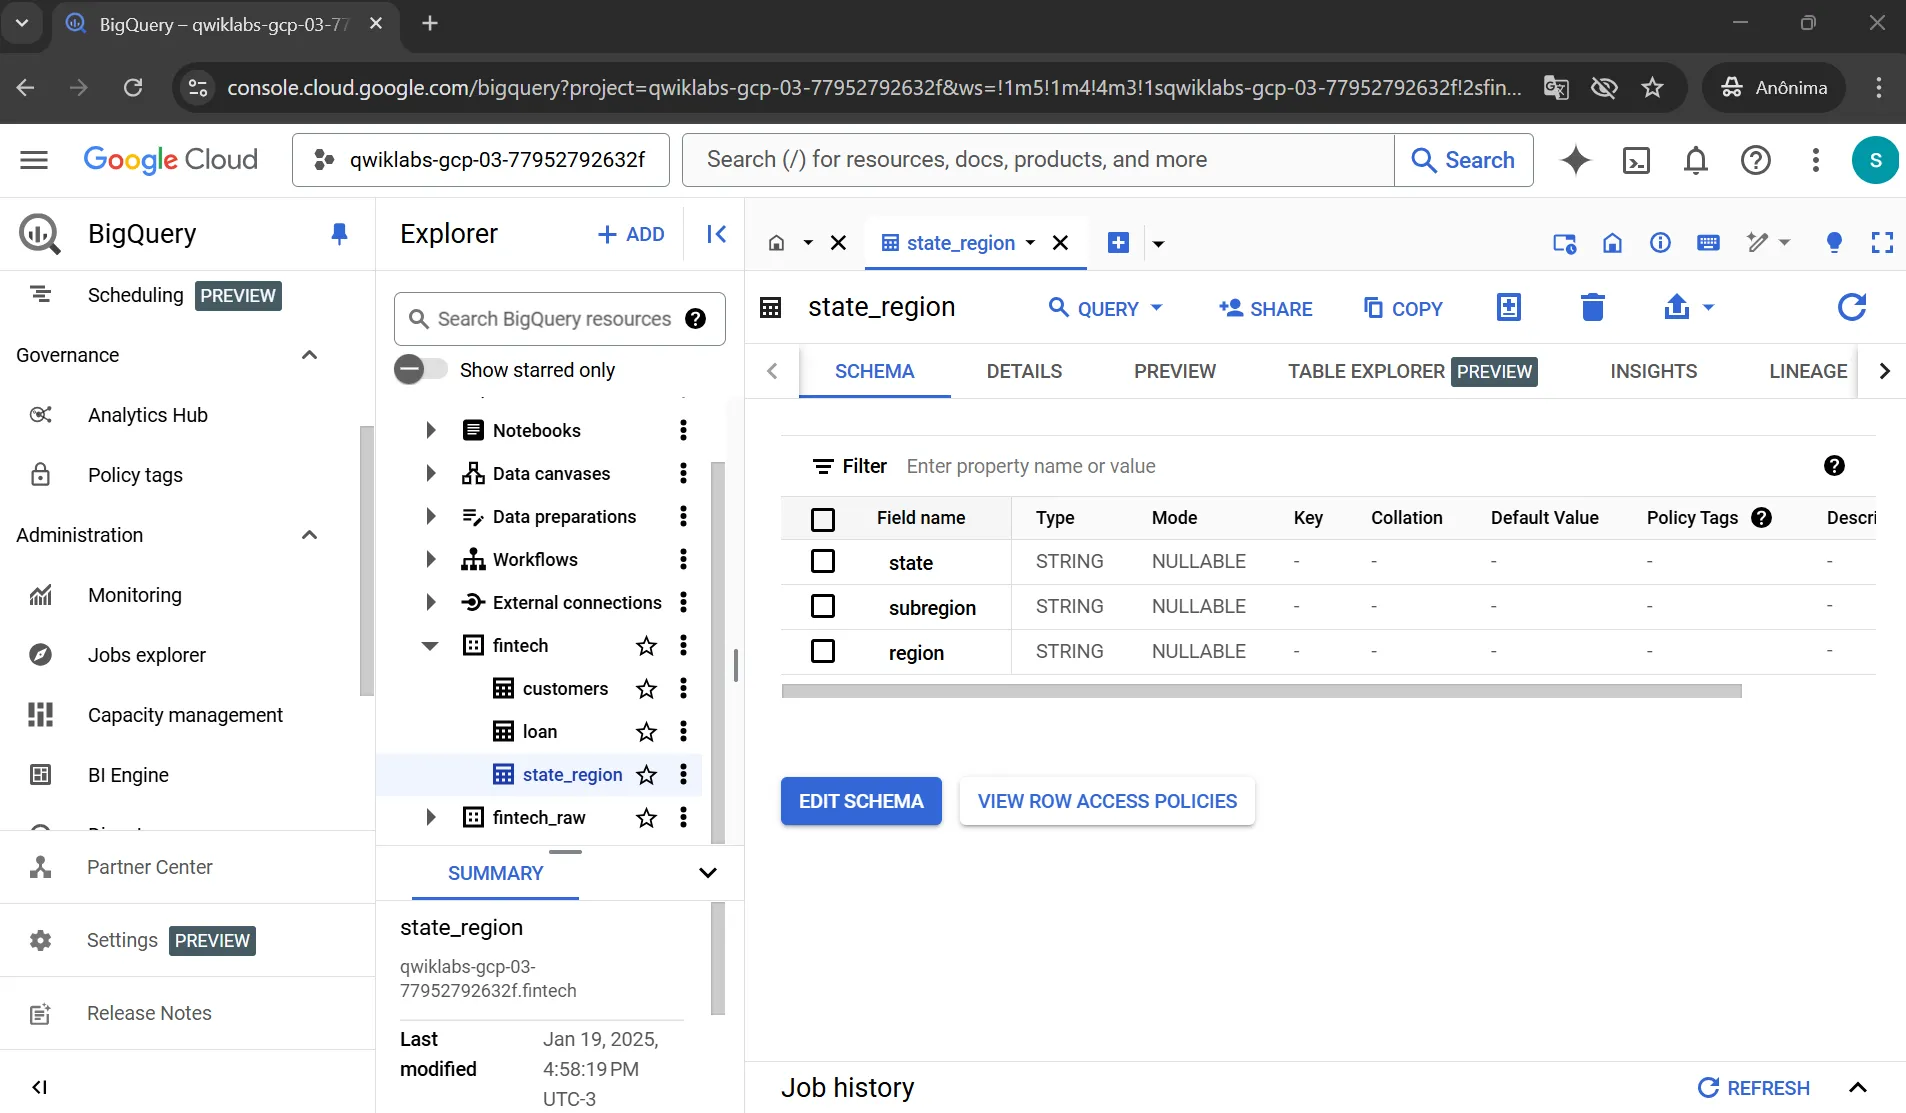 BigQuery – qwiklabs-gcp-03-77
console.cloud.google.com/bigquery?project=qwiklabs-gcp-03-77952792632f&ws=!1m5!1m4!4m3!1sqwiklabs-gcp-03-77952792632f!2sfin...
Anônima
Google Cloud
qwiklabs-gcp-03-77952792632f
Search (/) for resources, docs, products, and more
Search
S
BigQuery
Scheduling PREVIEW
Governance
Analytics Hub
Policy tags
Administration
Monitoring
Jobs explorer
Capacity management
BI Engine
Partner Center
Settings PREVIEW
Release Notes
Explorer
ADD
Search BigQuery resources
Show starred only
Notebooks
Data canvases
Data preparations
Workflows
External connections
fintech
customers
loan
state_region
fintech_raw
SUMMARY
state_region
qwiklabs-gcp-03-
77952792632f.fintech
Last modified
Jan 19, 2025, 4:58:19 PM UTC-3
state_region
state_region
QUERY
SHARE
COPY
SCHEMA
DETAILS
PREVIEW
TABLE EXPLORER PREVIEW
INSIGHTS
LINEAGE
Filter Enter property name or value
Field name Type Mode Key Collation Default Value Policy Tags Descri
state STRING NULLABLE - - - - -
subregion STRING NULLABLE - - - - -
region STRING NULLABLE - - - - -
EDIT SCHEMA
VIEW ROW ACCESS POLICIES
Job history
REFRESH